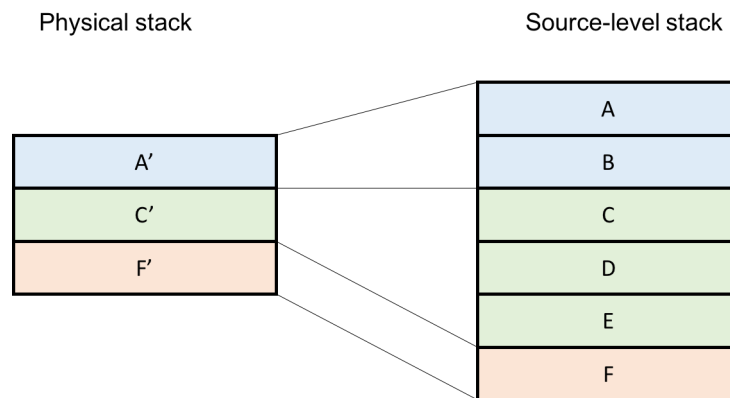 Physical stack
Source-level stack
A’
C’
F’
A
B
C
D
E
F